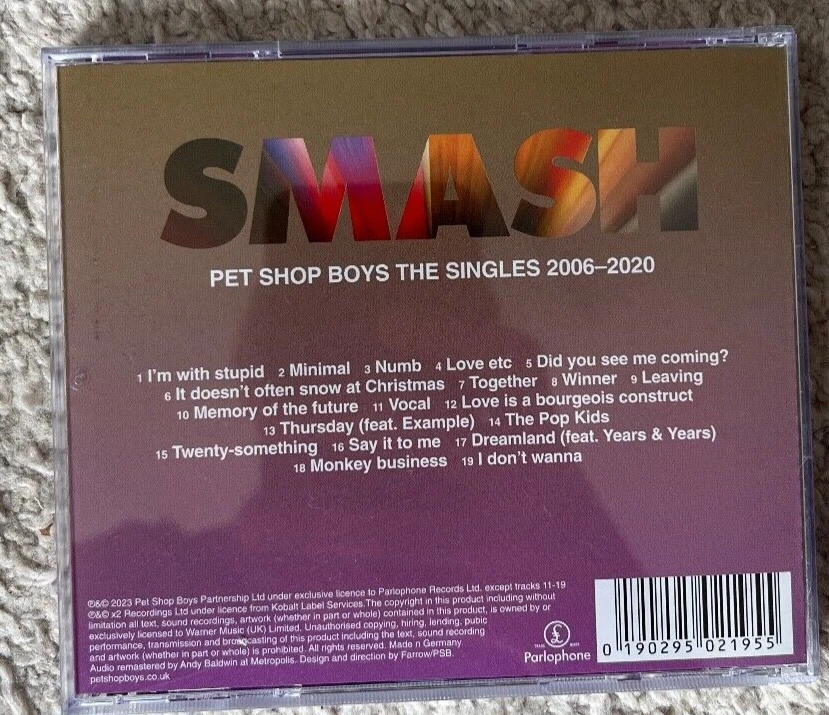 SMASH
PET SHOP BOYS THE SINGLES 2006–2020
1 I'm with stupid 2 Minimal 3 Numb 4 Love etc 5 Did you see me coming?
6 It doesn't often snow at Christmas 7 Together 8 Winner 9 Leaving
10 Memory of the future 11 Vocal 12 Love is a bourgeois construct
13 Thursday (feat. Example) 14 The Pop Kids
15 Twenty-something 16 Say it to me 17 Dreamland (feat. Years & Years)
18 Monkey business 19 I don't wanna
℗&© 2023 Pet Shop Boys Partnership Ltd under exclusive licence to Parlophone Records Ltd. except tracks 11-19
℗&© x2 Recordings Ltd under licence from Kobalt Label Services.The copyright in this product including without
limitation all text, sound recordings, artwork (whether in part or whole) contained in this product, is owned by or
exclusively licensed to Warner Music (UK) Limited. Unauthorised copying, hiring, lending, pubic
performance, transmission and broadcasting of this product including the text, sound recording
and artwork (whether in part or whole) is prohibited. All rights reserved. Made n Germany
Audio remastered by Andy Baldwin at Metropolis. Design and direction by Farrow/PSB.
petshopboys.co.uk
£
Parlophone
0 190295 021955